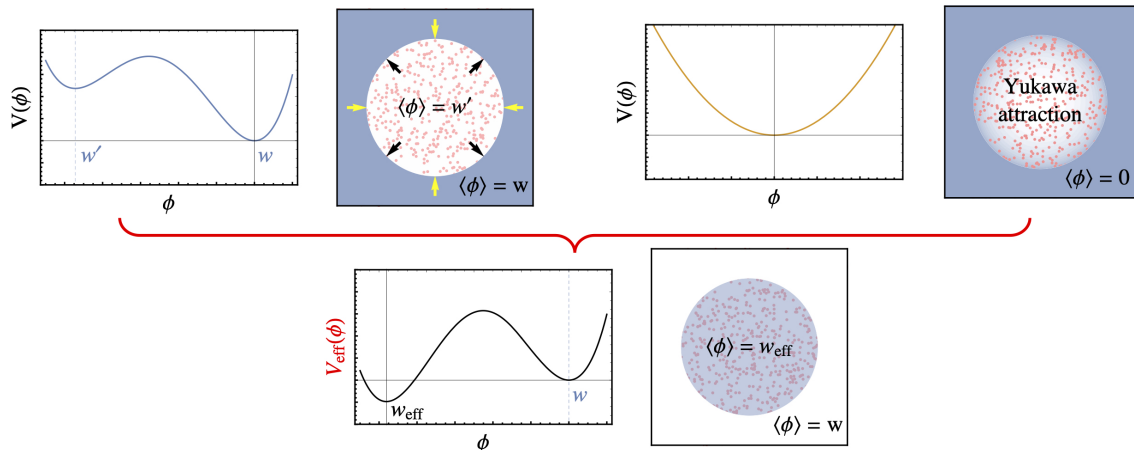 V(ϕ)
w′
w
ϕ
⟨ϕ⟩ = w′
⟨ϕ⟩ = w
V(ϕ)
ϕ
Yukawa
attraction
⟨ϕ⟩ = 0
V_eff(ϕ)
w_eff
w
ϕ
⟨ϕ⟩ = w_eff
⟨ϕ⟩ = w